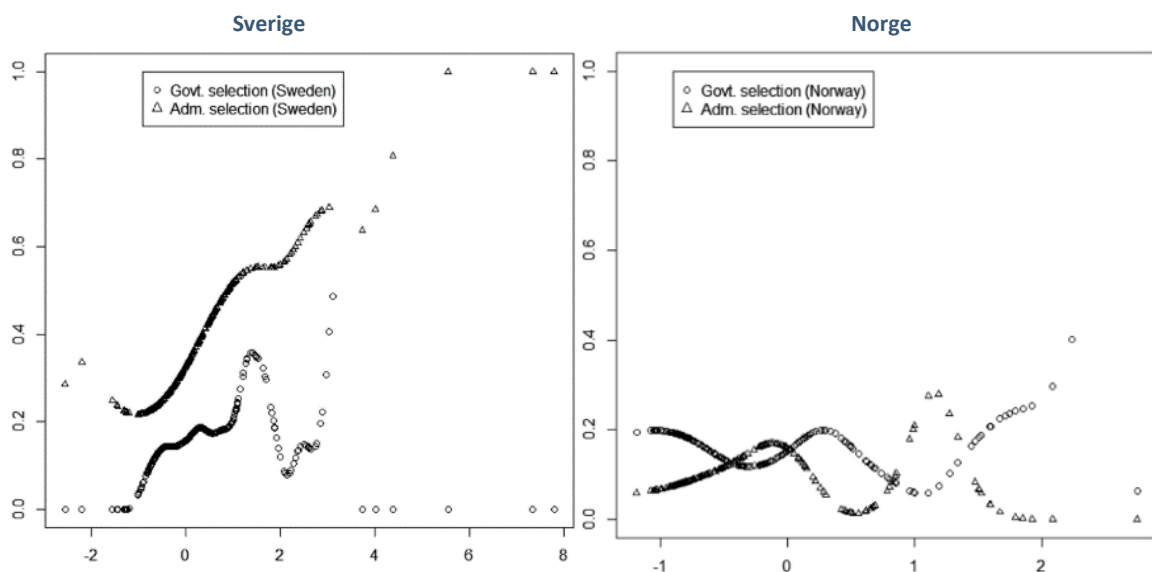 Sverige
Norge
Govt. selection (Sweden)
Adm. selection (Sweden)
Govt. selection (Norway)
Adm. selection (Norway)
1.0
0.8
0.6
0.4
0.2
0.0
-2 0 2 4 6 8
1.0
0.8
0.6
0.4
0.2
0.0
-1 0 1 2